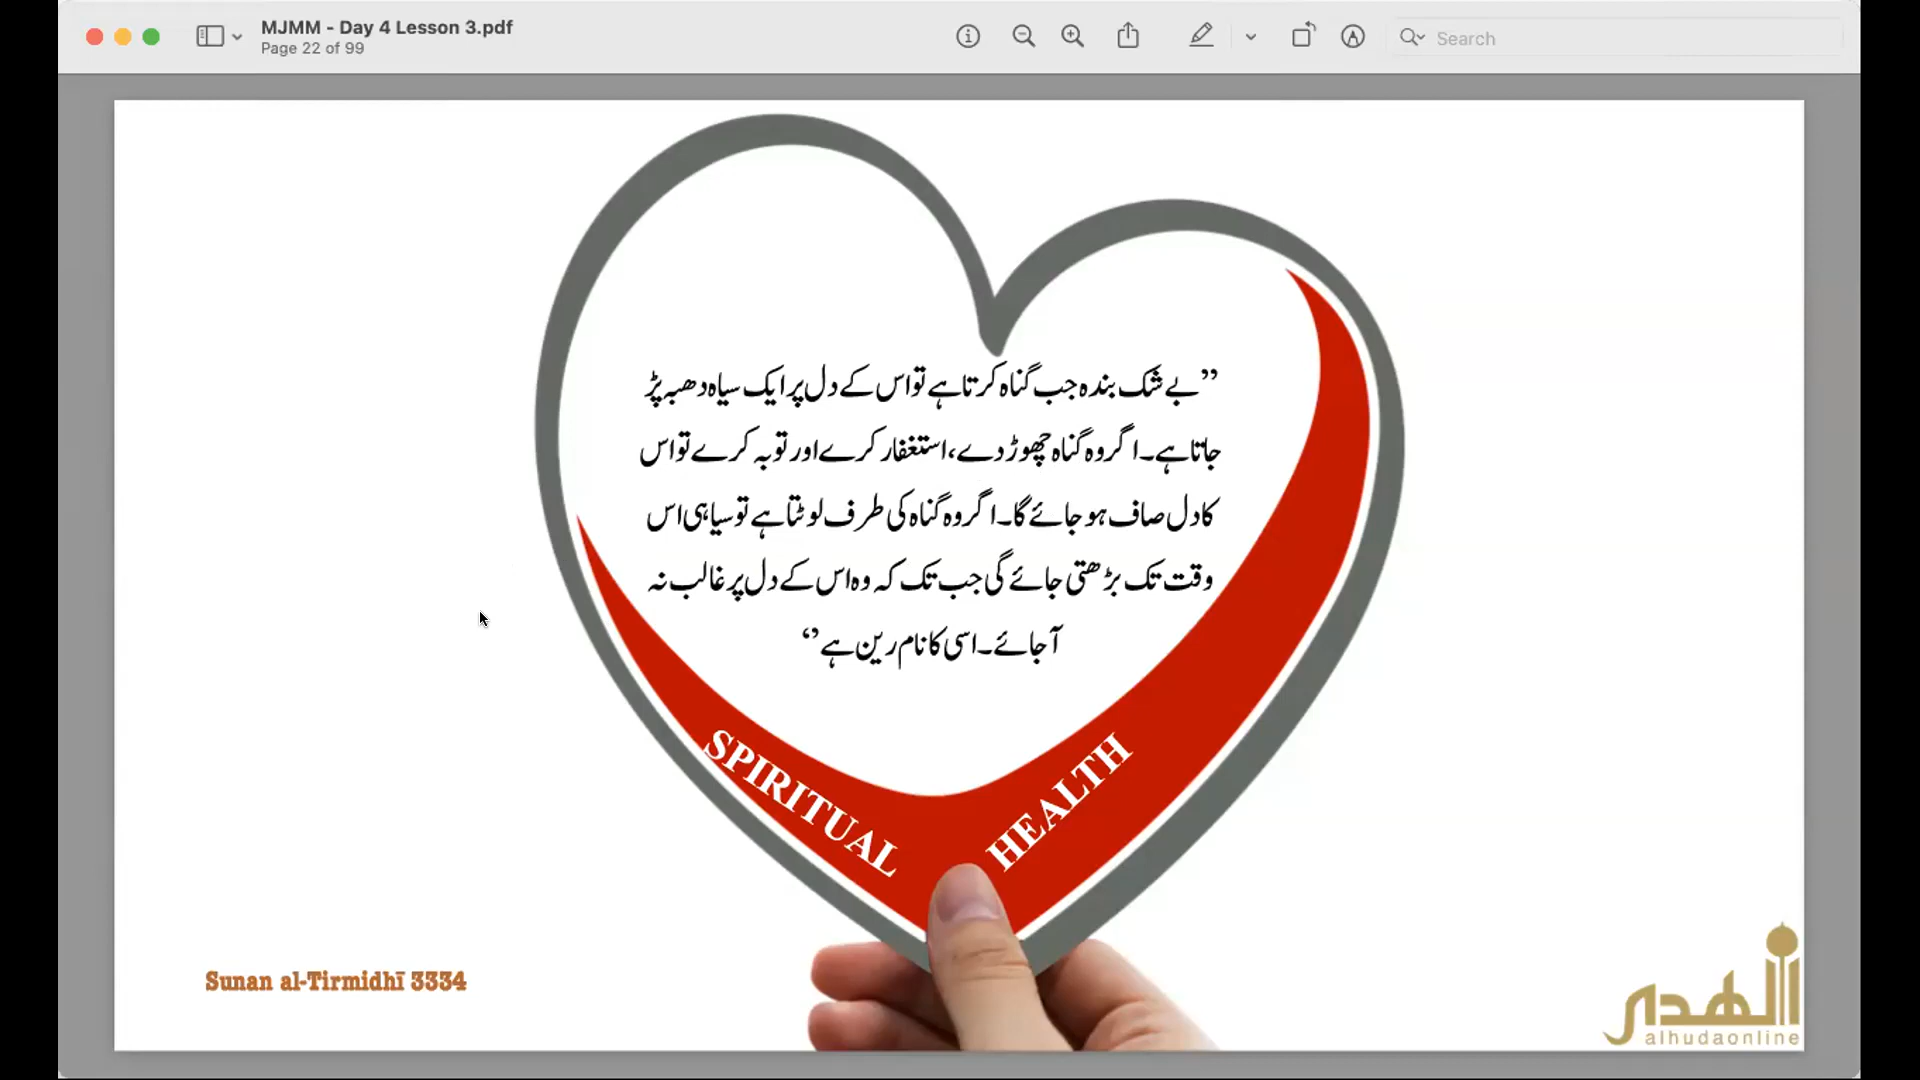 MJMM - Day 4 Lesson 3.pdf
Page 22 of 99
Search
”بے شک بندہ جب گناہ کرتا ہے تو اس کے دل پر ایک سیاہ دھبہ پڑ
جاتا ہے۔ اگر وہ گناہ چھوڑ دے، استغفار کرے اور توبہ کرے تو اس
کا دل صاف ہو جائے گا۔ اگر وہ گناہ کی طرف لوٹتا ہے تو سیاہی اس
وقت تک بڑھتی جائے گی جب تک کہ وہ اس کے دل پر غالب نہ
آ جائے۔ اسی کا نام رین ہے‘‘
SPIRITUAL
HEALTH
Sunan al-Tirmidhī 3334
الهدى
alhudaonline